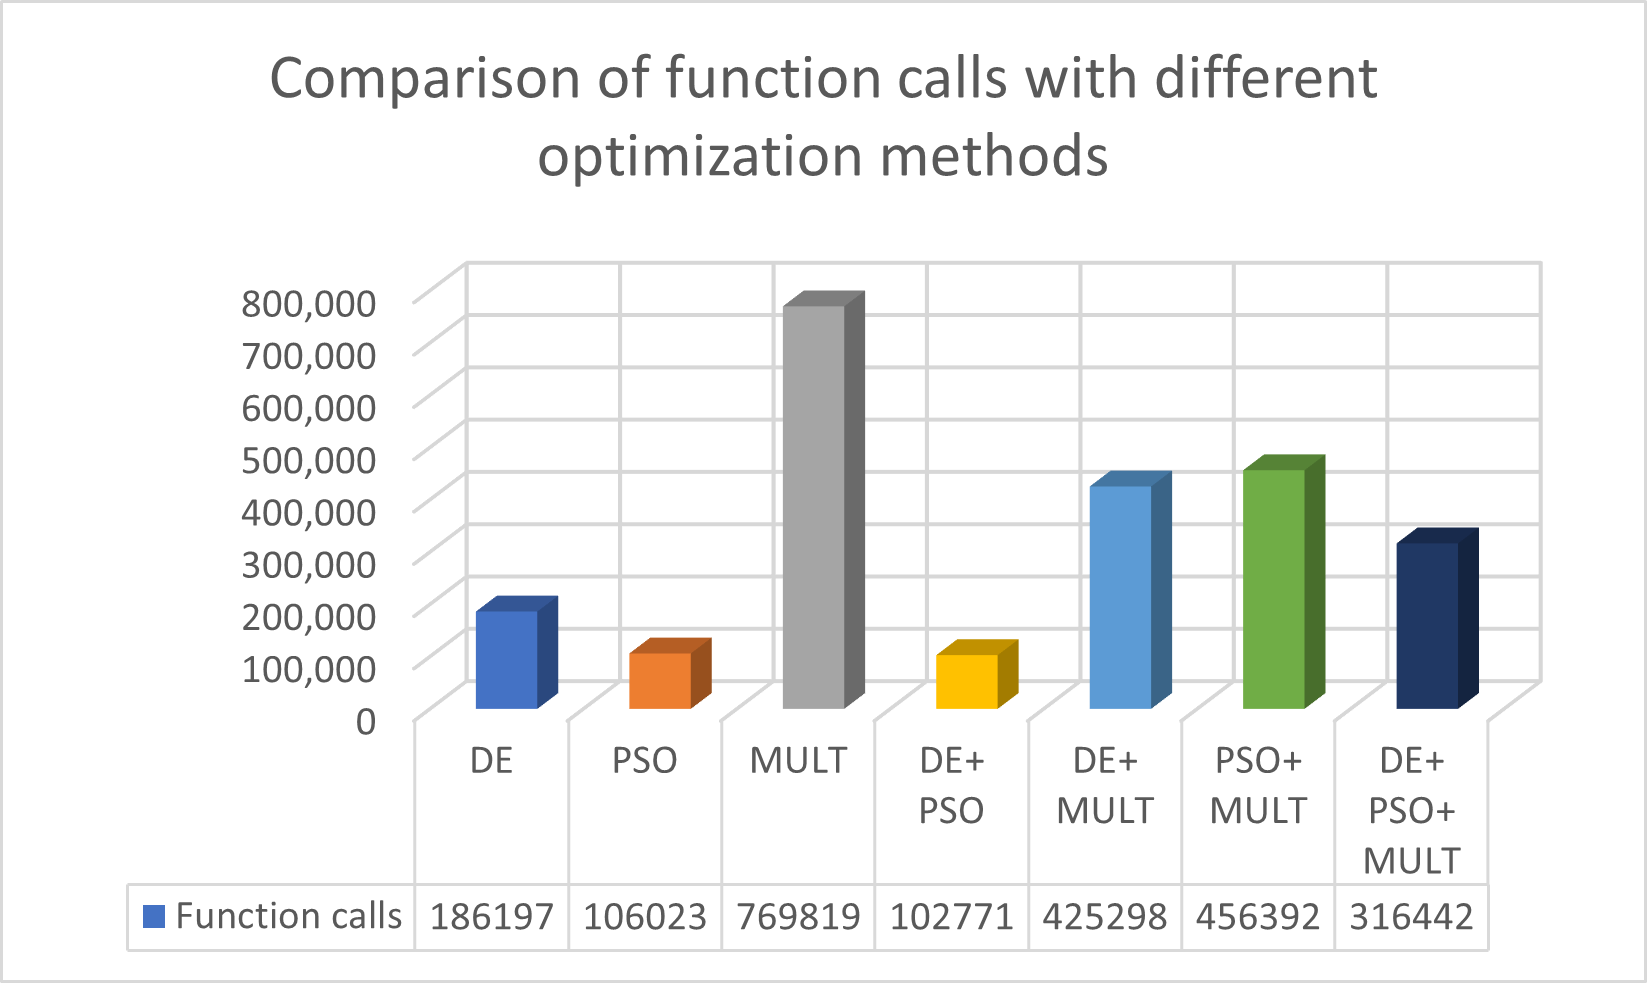 Comparison of function calls with different
optimization methods
800,000
700,000
600,000
500,000
400,000
300,000
200,000
100,000
0
DE
PSO
MULT
DE+
PSO
DE+
MULT
PSO+
MULT
DE+
PSO+
MULT
Function calls 186197 106023 769819 102771 425298 456392 316442